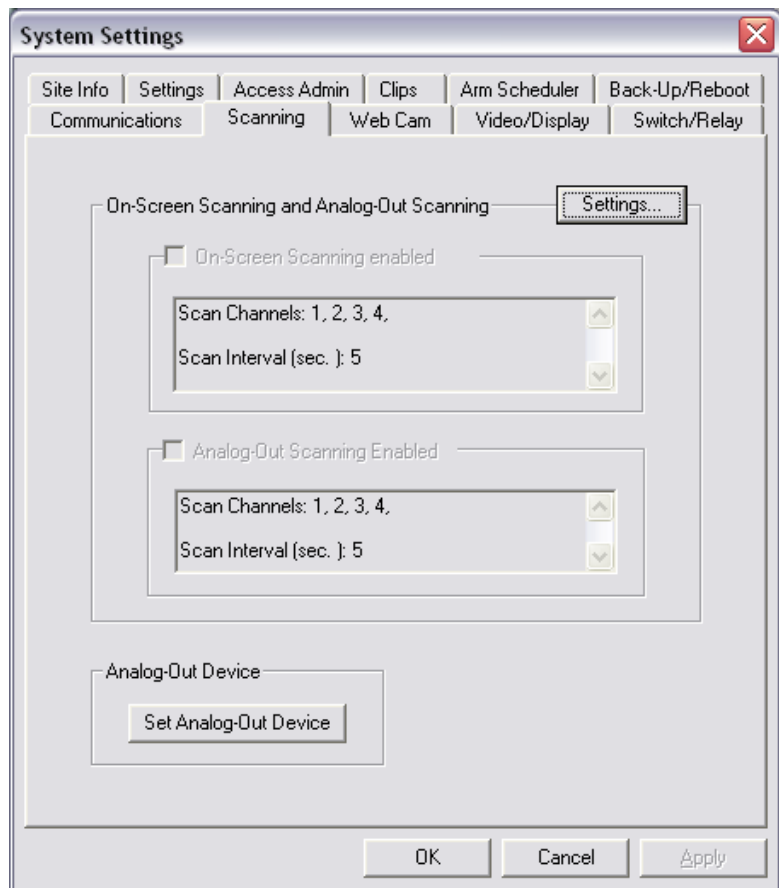 System Settings
Site Info Settings Access Admin Clips Arm Scheduler Back-Up/Reboot
Communications Scanning Web Cam Video/Display Switch/Relay
On-Screen Scanning and Analog-Out Scanning Settings...
On-Screen Scanning enabled
Scan Channels: 1, 2, 3, 4,
Scan Interval (sec. ): 5
Analog-Out Scanning Enabled
Scan Channels: 1, 2, 3, 4,
Scan Interval (sec. ): 5
Analog-Out Device
Set Analog-Out Device
OK Cancel Apply